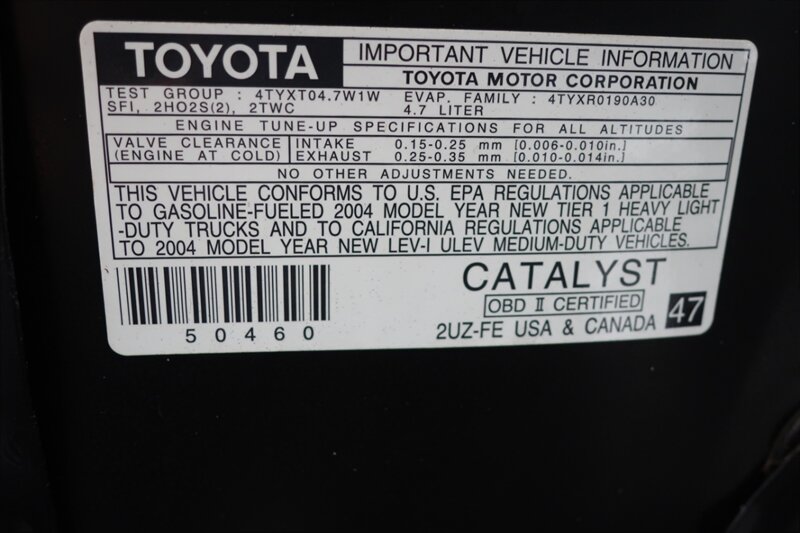 TOYOTA
IMPORTANT VEHICLE INFORMATION
TOYOTA MOTOR CORPORATION
TEST GROUP : 4TYXT04.7W1W EVAP. FAMILY : 4TYXR0190A30
SFI, 2HO2S(2), 2TWC 4.7 LITER
ENGINE TUNE-UP SPECIFICATIONS FOR ALL ALTITUDES
VALVE CLEARANCE INTAKE 0.15-0.25 mm [0.006-0.010in.]
(ENGINE AT COLD) EXHAUST 0.25-0.35 mm [0.010-0.014in.]
NO OTHER ADJUSTMENTS NEEDED.
THIS VEHICLE CONFORMS TO U.S. EPA REGULATIONS APPLICABLE
TO GASOLINE-FUELED 2004 MODEL YEAR NEW TIER 1 HEAVY LIGHT
-DUTY TRUCKS AND TO CALIFORNIA REGULATIONS APPLICABLE
TO 2004 MODEL YEAR NEW LEV-I ULEV MEDIUM-DUTY VEHICLES.
CATALYST
OBD II CERTIFIED
2UZ-FE USA & CANADA 47
50460